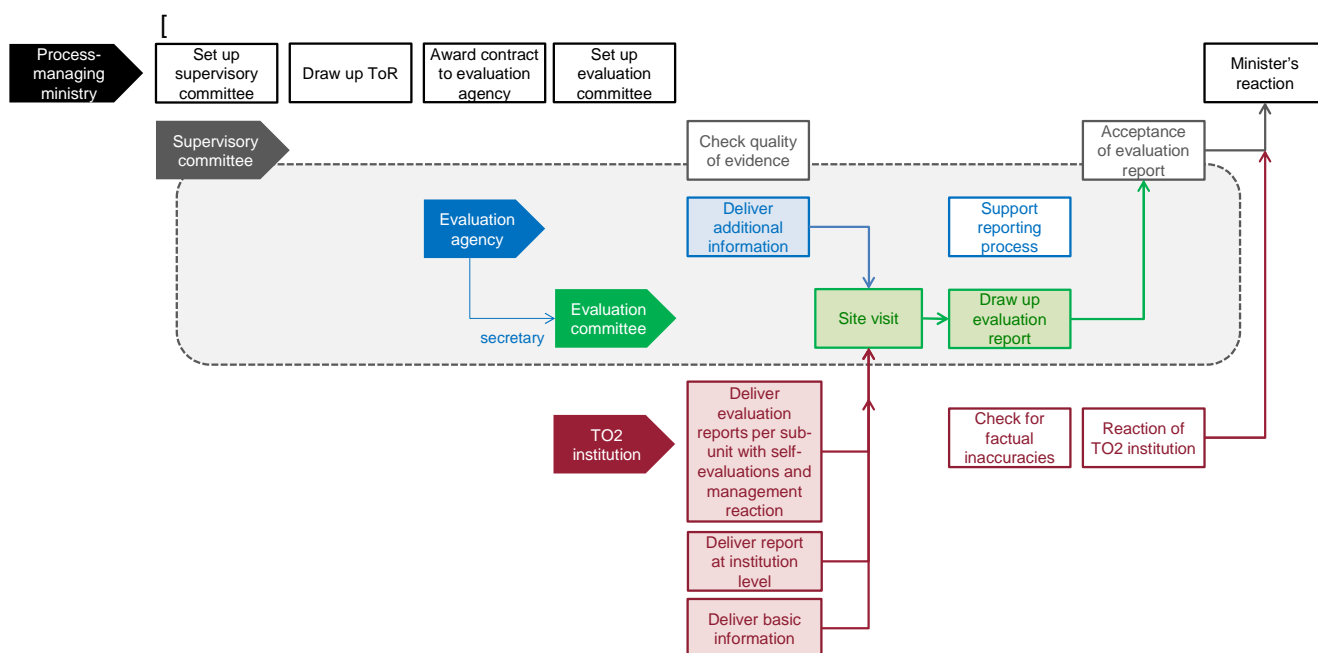 [
Process-
managing
ministry
Set up
supervisory
committee
Draw up ToR
Award contract
to evaluation
agency
Set up
evaluation
committee
Minister's
reaction
Supervisory
committee
Check quality
of evidence
Acceptance
of evaluation
report
Evaluation
agency
Deliver
additional
information
Support
reporting
process
secretary
Evaluation
committee
Site visit
Draw up
evaluation
report
TO2
institution
Deliver
evaluation
reports per sub-
unit with self-
evaluations and
management
reaction
Check for
factual
inaccuracies
Reaction of
TO2 institution
Deliver report
at institution
level
Deliver basic
information